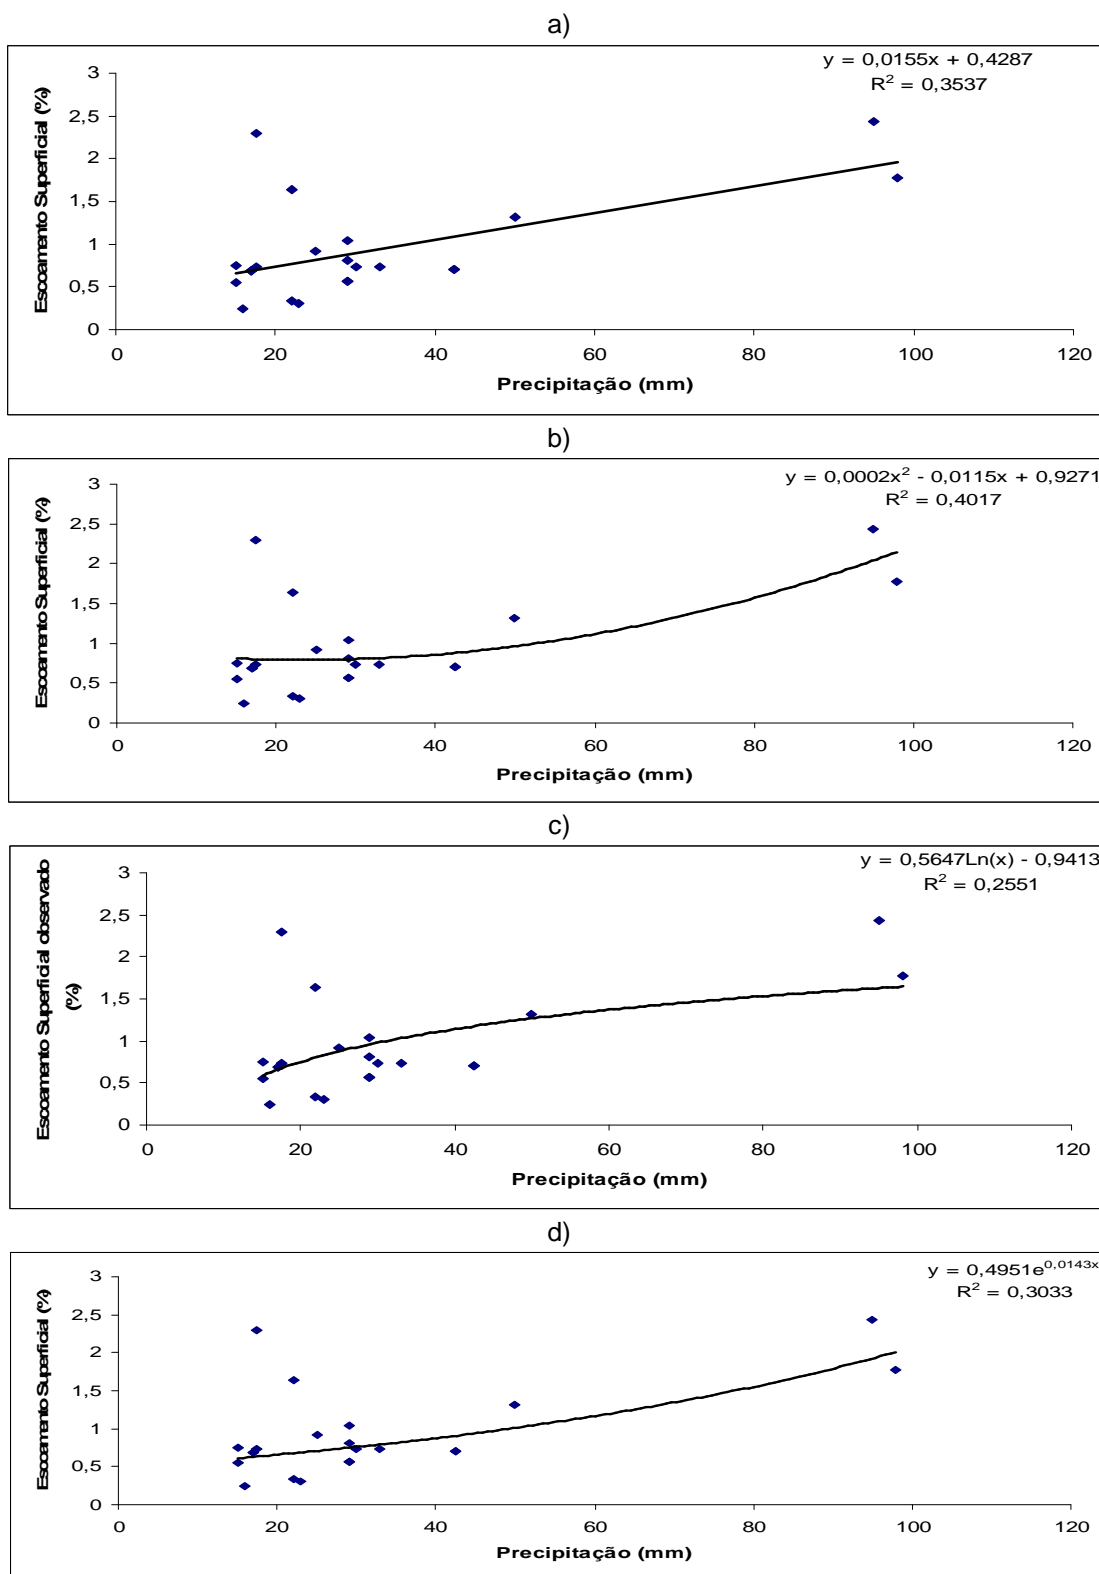 a)
y = 0,0155x + 0,4287
R² = 0,3537
Escoamento Superficial (%)
3
2,5
2
1,5
1
0,5
0
0 20 40 60 80 100 120
Precipitação (mm)
b)
y = 0,0002x² - 0,0115x + 0,9271
R² = 0,4017
Escoamento Superficial (%)
3
2,5
2
1,5
1
0,5
0
0 20 40 60 80 100 120
Precipitação (mm)
c)
y = 0,5647Ln(x) - 0,9413
R² = 0,2551
Escoamento Superficial observado
(%)
3
2,5
2
1,5
1
0,5
0
0 20 40 60 80 100 120
Precipitação (mm)
d)
y = 0,4951e^0,0143x
R² = 0,3033
Escoamento Superficial (%)
3
2,5
2
1,5
1
0,5
0
0 20 40 60 80 100 120
Precipitação (mm)